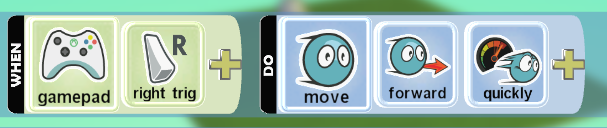 WHEN
gamepad
R
right trig
DO
move
forward
quickly